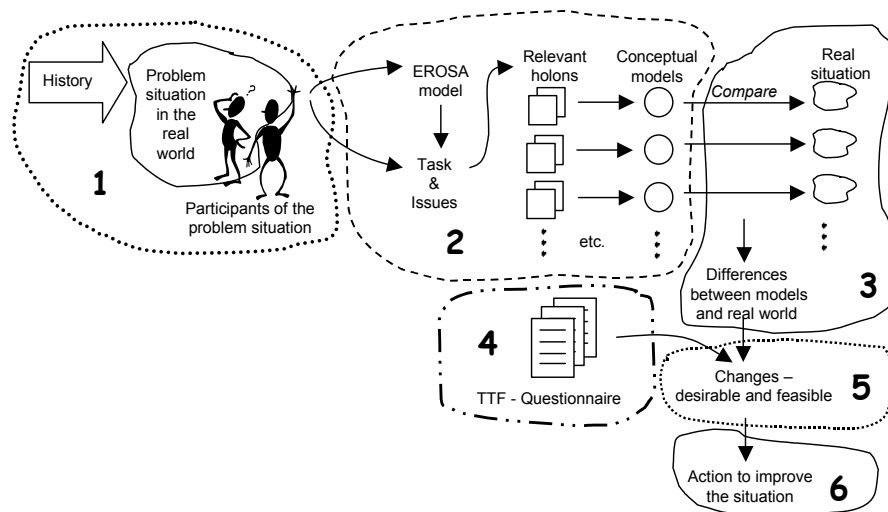 History
Problem
situation in
the real
world
?
1
Participants of the
problem situation
EROSA
model
Task
&
Issues
2
Relevant
holons
Conceptual
models
etc.
Compare
Real
situation
3
Differences
between models
and real world
4
TTF - Questionnaire
Changes –
desirable and feasible
5
Action to improve
the situation
6